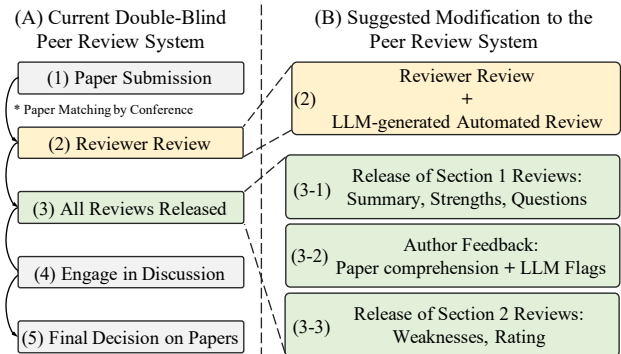 (A) Current Double-Blind
Peer Review System
(1) Paper Submission
* Paper Matching by Conference
(2) Reviewer Review
(3) All Reviews Released
(4) Engage in Discussion
(5) Final Decision on Papers
(B) Suggested Modification to the
Peer Review System
(2)
Reviewer Review
+
LLM-generated Automated Review
(3-1)
Release of Section 1 Reviews:
Summary, Strengths, Questions
(3-2)
Author Feedback:
Paper comprehension + LLM Flags
(3-3)
Release of Section 2 Reviews:
Weaknesses, Rating